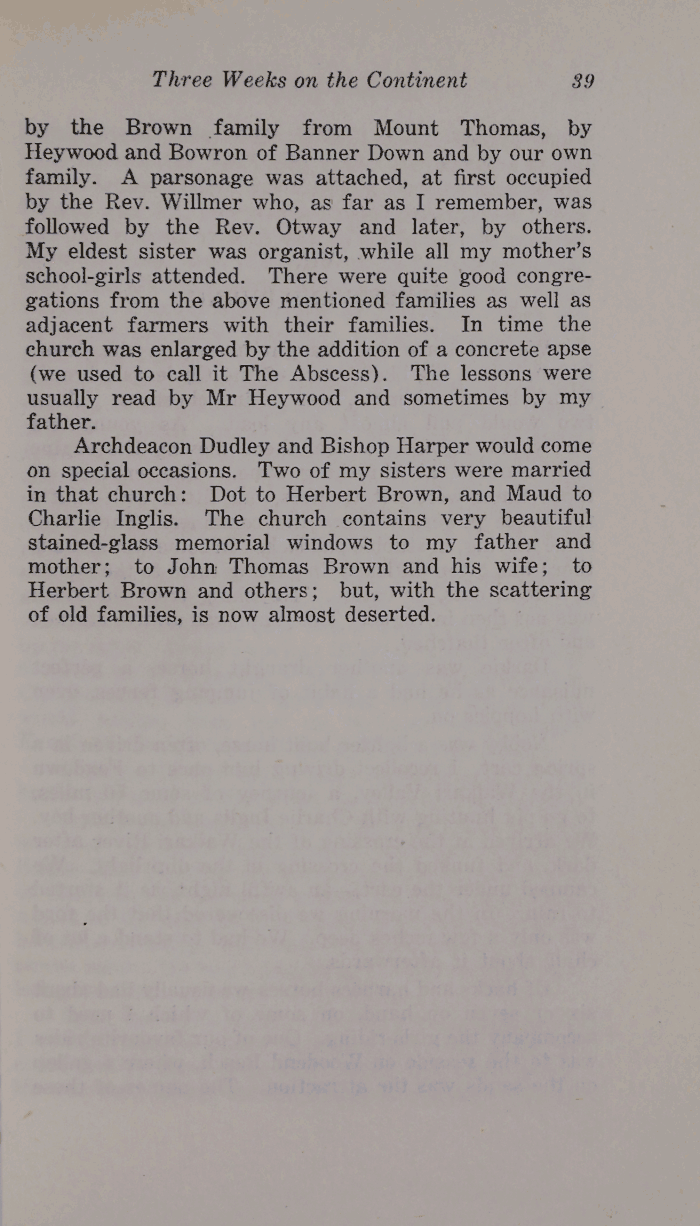 Three Weeks on the Continent 39
by the Brown family from Mount Thomas, by
Heywood and Bowron of Banner Down and by our own
family. A parsonage was attached, at first occupied
by the Rev. Willmer who, as far as I remember, was
followed by the Rev. Otway and later, by others.
My eldest sister was organist, while all my mother's
school-girls attended. There were quite good congre-
gations from the above mentioned families as well as
adjacent farmers with their families. In time the
church was enlarged by the addition of a concrete apse
(we used to call it The Abscess). The lessons were
usually read by Mr Heywood and sometimes by my
father.
Archdeacon Dudley and Bishop Harper would come
on special occasions. Two of my sisters were married
in that church: Dot to Herbert Brown, and Maud to
Charlie Inglis. The church contains very beautiful
stained-glass memorial windows to my father and
mother; to John Thomas Brown and his wife; to
Herbert Brown and others; but, with the scattering
of old families, is now almost deserted.